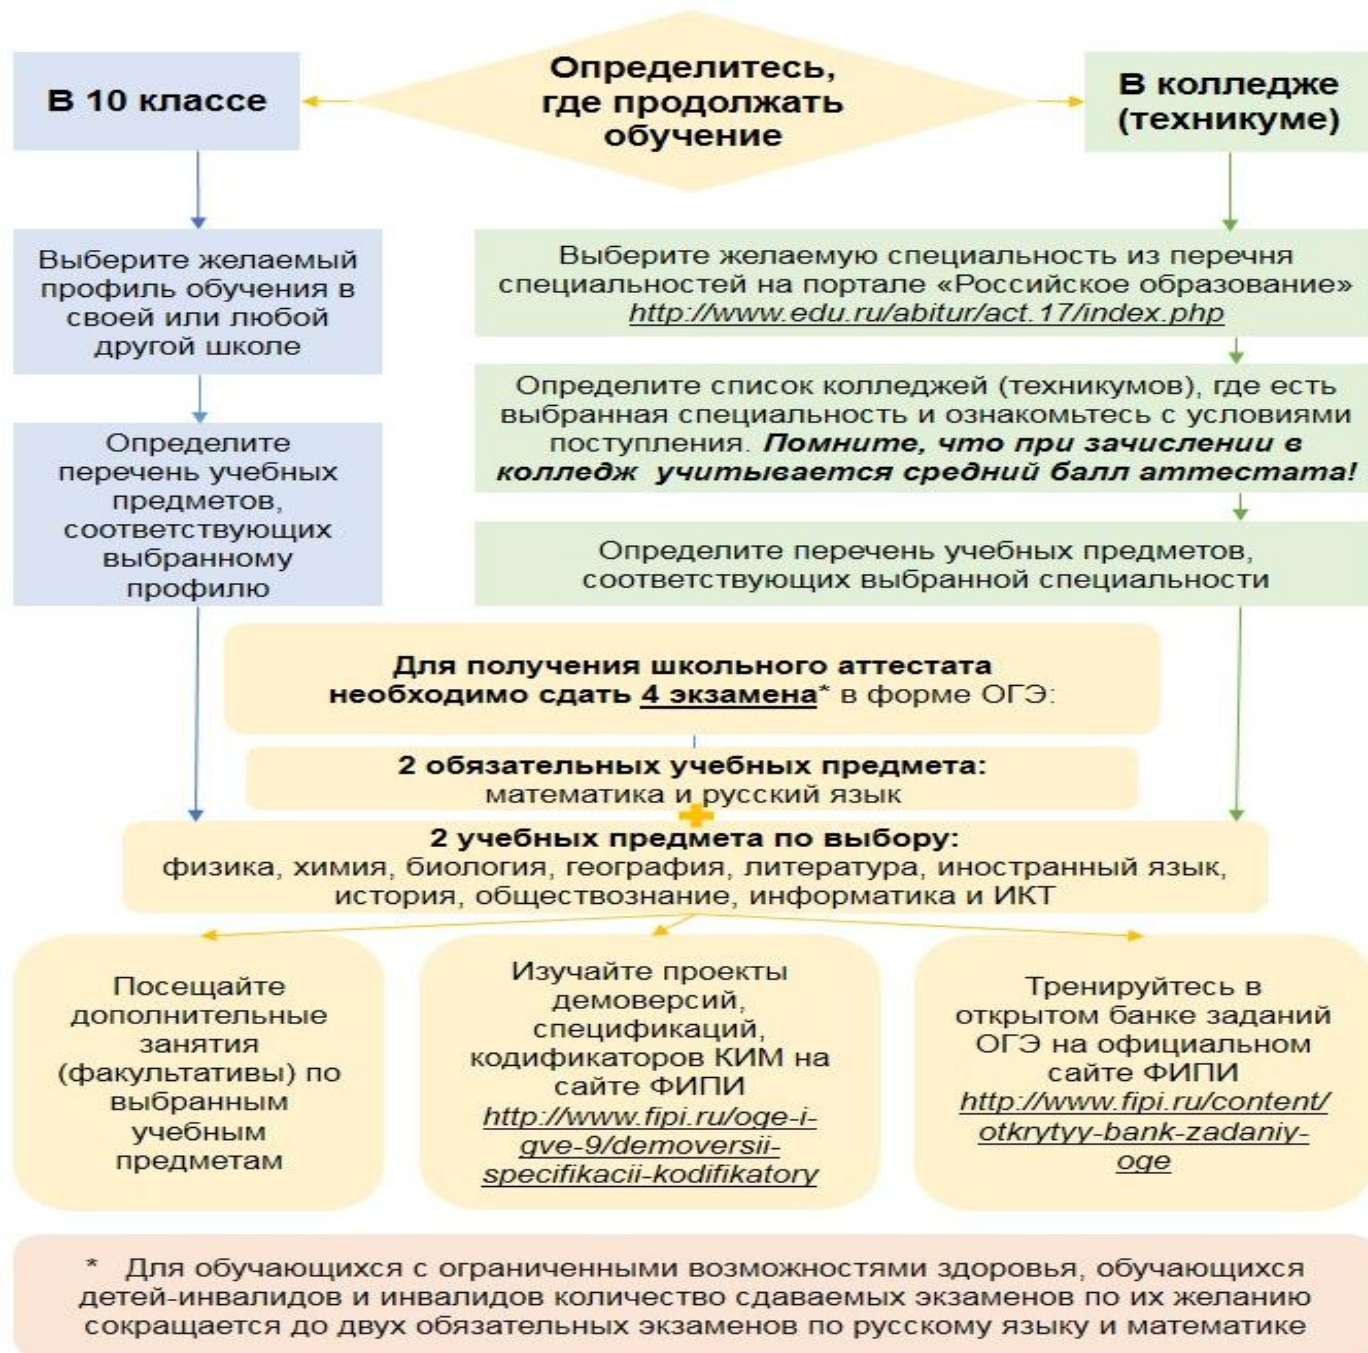 Определитесь,
где продолжать
обучение
В 10 классе
В колледже
(техникуме)
Выберите желаемый
профиль обучения в
своей или любой
другой школе
Определите
перечень учебных
предметов,
соответствующих
выбранному
профилю
Выберите желаемую специальность из перечня
специальностей на портале «Российское образование»
http://www.edu.ru/abitur/act.17/index.php
Определите список колледжей (техникумов), где есть
выбранная специальность и ознакомьтесь с условиями
поступления. Помните, что при зачислении в
колледж учитывается средний балл аттестата!
Определите перечень учебных предметов,
соответствующих выбранной специальности
Для получения школьного аттестата
необходимо сдать 4 экзамена* в форме ОГЭ:
2 обязательных учебных предмета:
математика и русский язык
2 учебных предмета по выбору:
физика, химия, биология, география, литература, иностранный язык,
история, обществознание, информатика и ИКТ
Посещайте
дополнительные
занятия
(факультативы) по
выбранным
учебным
предметам
Изучайте проекты
демоверсий,
спецификаций,
кодификаторов КИМ на
сайте ФИПИ
http://www.fipi.ru/oge-i-
gve-9/demoversii-
specifikacii-kodifikatory
Тренируйтесь в
открытом банке заданий
ОГЭ на официальном
сайте ФИПИ
http://www.fipi.ru/content/
otkrytyy-bank-zadaniy-
oge
* Для обучающихся с ограниченными возможностями здоровья, обучающихся
детей-инвалидов и инвалидов количество сдаваемых экзаменов по их желанию
сокращается до двух обязательных экзаменов по русскому языку и математике